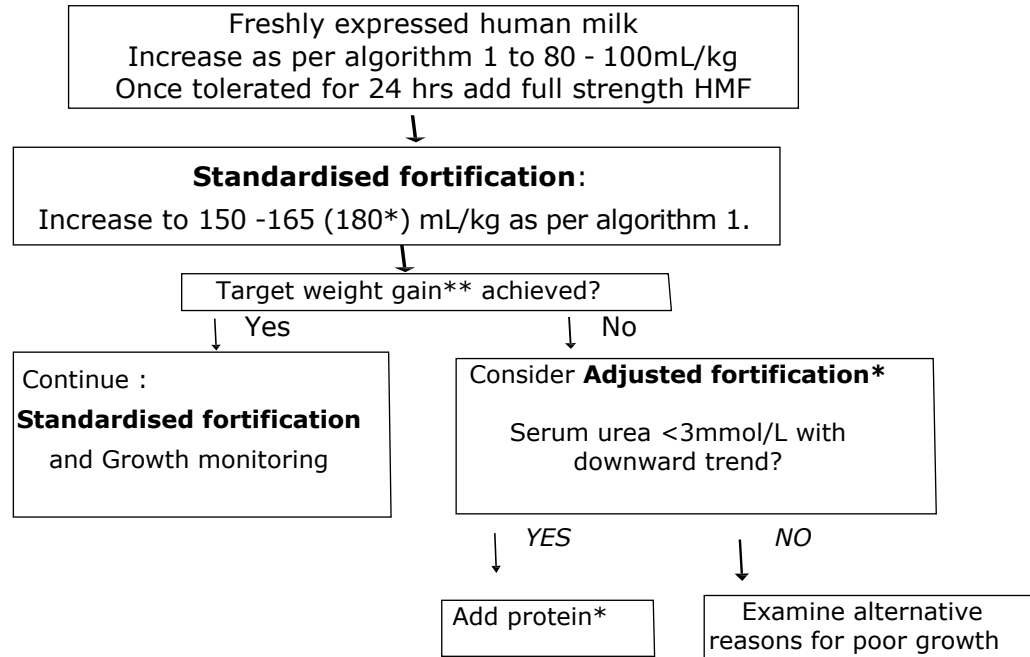 Freshly expressed human milk
Increase as per algorithm 1 to 80 - 100mL/kg
Once tolerated for 24 hrs add full strength HMF
Standardised fortification:
Increase to 150 -165 (180*) mL/kg as per algorithm 1.
Target weight gain** achieved?
Yes
No
Continue :
Standardised fortification
and Growth monitoring
Consider Adjusted fortification*
Serum urea <3mmol/L with
downward trend?
YES
NO
Add protein*
Examine alternative
reasons for poor growth